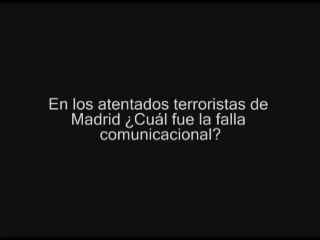 En los atentados terroristas de
Madrid ¿Cuál fue la falla
comunicacional?